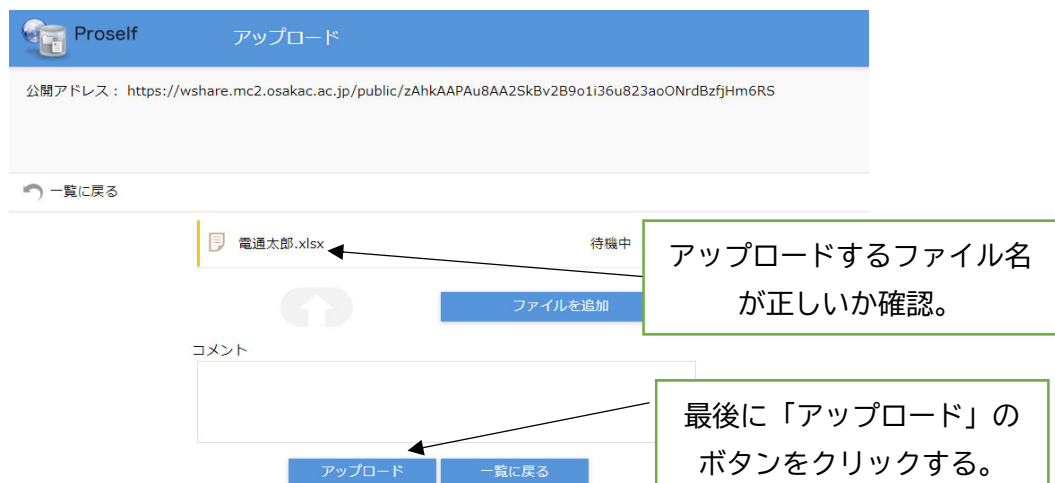 Proself アップロード
公開アドレス： https://wshare.mc2.osakac.ac.jp/public/zAhkAAPAu8AA2SkBv2B9o1i36u823aoONrdBzfjHm6RS
一覧に戻る
電通太郎.xlsx 待機中
アップロードするファイル名
が正しいか確認。
ファイルを追加
コメント
最後に「アップロード」の
ボタンをクリックする。
アップロード 一覧に戻る